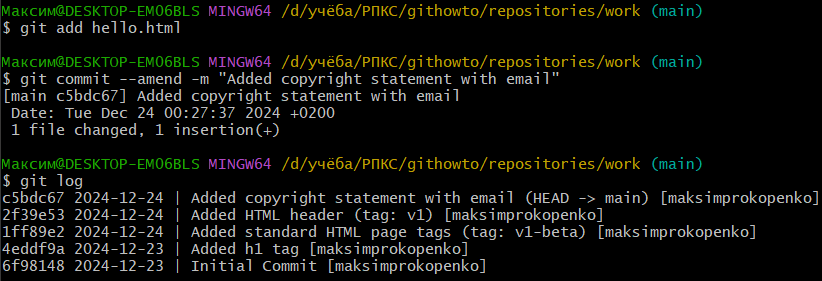 Максим@DESKTOP-EMO6BLS MINGW64 /d/учёба/РПКС/githowto/repositories/work (main)
$ git add hello.html
Максим@DESKTOP-EMO6BLS MINGW64 /d/учёба/РПКС/githowto/repositories/work (main)
$ git commit --amend -m "Added copyright statement with email"
[main c5bdc67] Added copyright statement with email
Date: Tue Dec 24 00:27:37 2024 +0200
1 file changed, 1 insertion(+)
Максим@DESKTOP-EMO6BLS MINGW64 /d/учёба/РПКС/githowto/repositories/work (main)
$ git log
c5bdc67 2024-12-24 | Added copyright statement with email (HEAD -> main) [maksimprokopenko]
2f39e53 2024-12-24 | Added HTML header (tag: v1) [maksimprokopenko]
1ff89e2 2024-12-24 | Added standard HTML page tags (tag: v1-beta) [maksimprokopenko]
4eddf9a 2024-12-23 | Added h1 tag [maksimprokopenko]
6f98148 2024-12-23 | Initial Commit [maksimprokopenko]